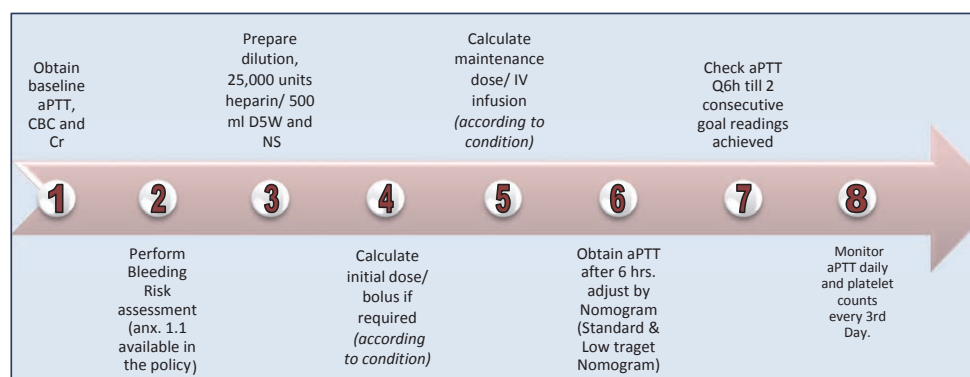 Obtain
baseline
aPTT,
CBC and
Cr
1
Perform
Bleeding
Risk
assessment
(anx. 1.1
available in
the policy)
2
Prepare
dilution,
25,000 units
heparin/ 500
ml D5W and
NS
3
Calculate
initial dose/
bolus if
required
(according
to condition)
4
Calculate
maintenance
dose/ IV
infusion
(according to
condition)
5
Obtain aPTT
after 6 hrs.
adjust by
Nomogram
(Standard &
Low traget
Nomogram)
6
Check aPTT
Q6h till 2
consecutive
goal readings
achieved
7
Monitor
aPTT daily
and platelet
counts
every 3rd
Day.
8